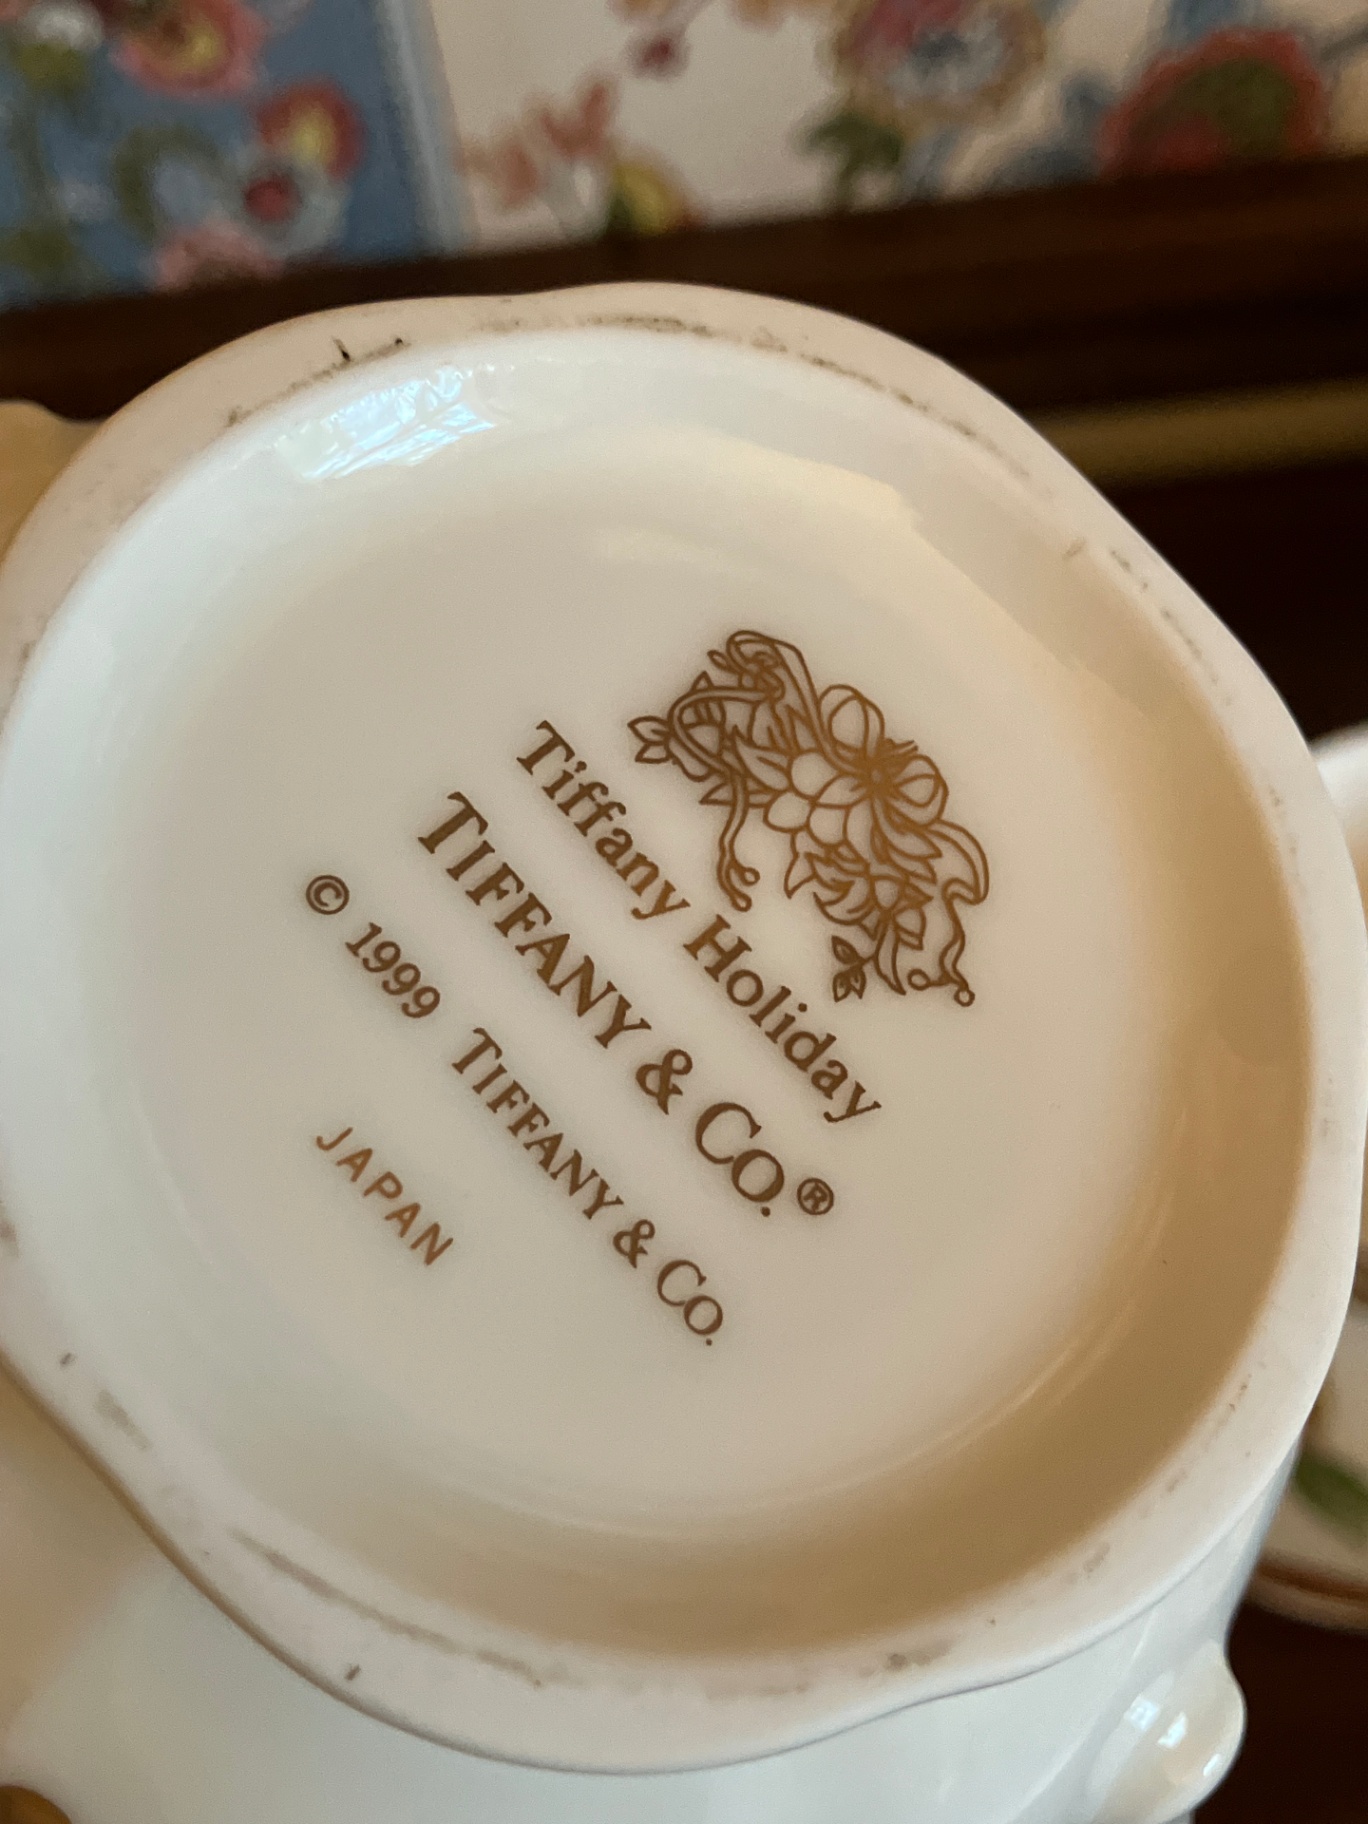 Tiffany Holiday
TIFFANY & CO.®
© 1999 TIFFANY & CO.
JAPAN